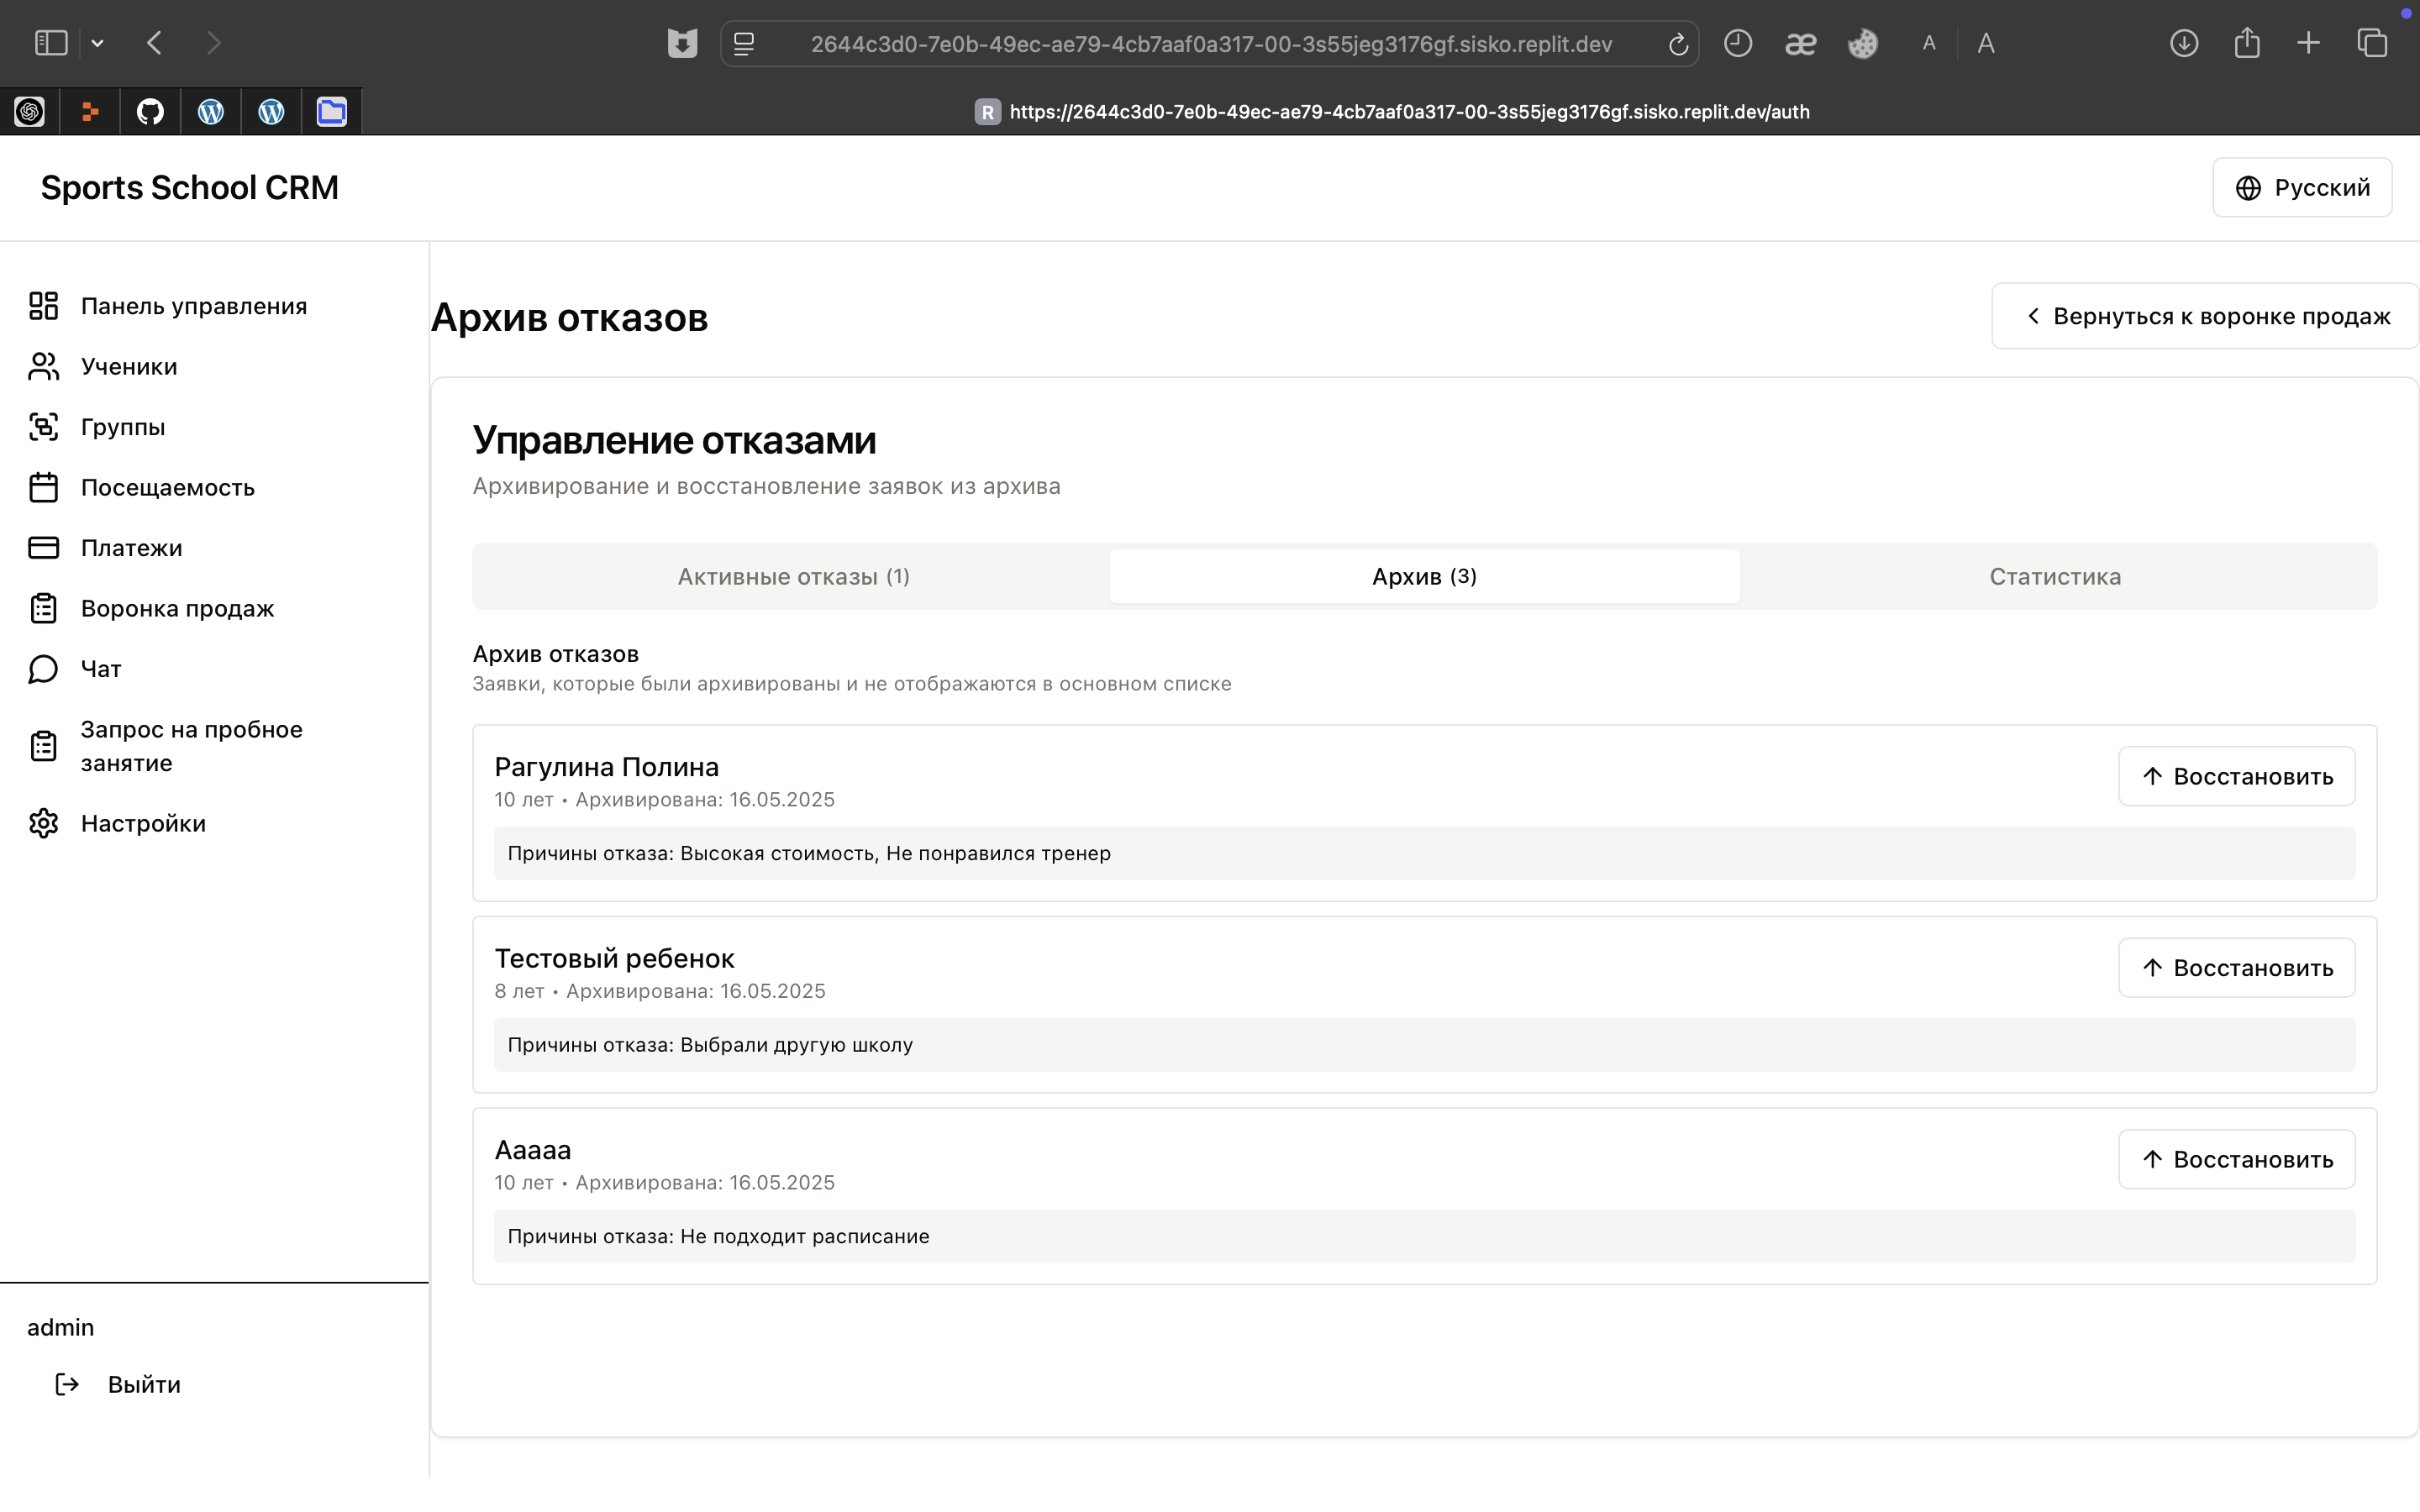 2644c3d0-7e0b-49ec-ae79-4cb7aaf0a317-00-3s55jeg3176gf.sisko.replit.dev
æ
A
A
R https://2644c3d0-7e0b-49ec-ae79-4cb7aaf0a317-00-3s55jeg3176gf.sisko.replit.dev/auth
Sports School CRM
Русский
Панель управления
Ученики
Группы
Посещаемость
Платежи
Воронка продаж
Чат
Запрос на пробное
занятие
Настройки
admin
Выйти
Архив отказов
Вернуться к воронке продаж
Управление отказами
Архивирование и восстановление заявок из архива
Активные отказы (1)
Архив (3)
Статистика
Архив отказов
Заявки, которые были архивированы и не отображаются в основном списке
Рагулина Полина
10 лет • Архивирована: 16.05.2025
Восстановить
Причины отказа: Высокая стоимость, Не понравился тренер
Тестовый ребенок
8 лет • Архивирована: 16.05.2025
Восстановить
Причины отказа: Выбрали другую школу
Ааааа
10 лет • Архивирована: 16.05.2025
Восстановить
Причины отказа: Не подходит расписание